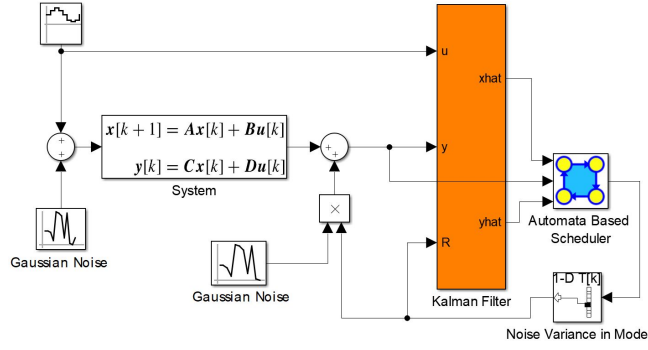 u
xhat
+
+
x[k+1] = Ax[k] + Bu[k]
y[k] = Cx[k] + Du[k]
System
+
+
y
×
yhat
Automata Based
Scheduler
Gaussian Noise
Gaussian Noise
R
Kalman Filter
1-D T[k]
Noise Variance in Mode